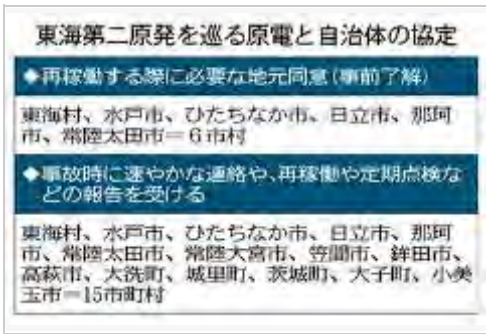 東海第二原発を巡る原電と自治体の協定
◆再稼働する際に必要な地元同意(事前了解)
東海村、水戸市、ひたちなか市、日立市、那珂
市、常陸太田市=6市村
◆事故時に速やかな連絡や、再稼働や定期点検な
どの報告を受ける
東海村、水戸市、ひたちなか市、日立市、那珂
市、常陸太田市、常陸大宮市、笠間市、鉾田市、
高萩市、大洗町、城里町、茨城町、大子町、小美
玉市=15市町村